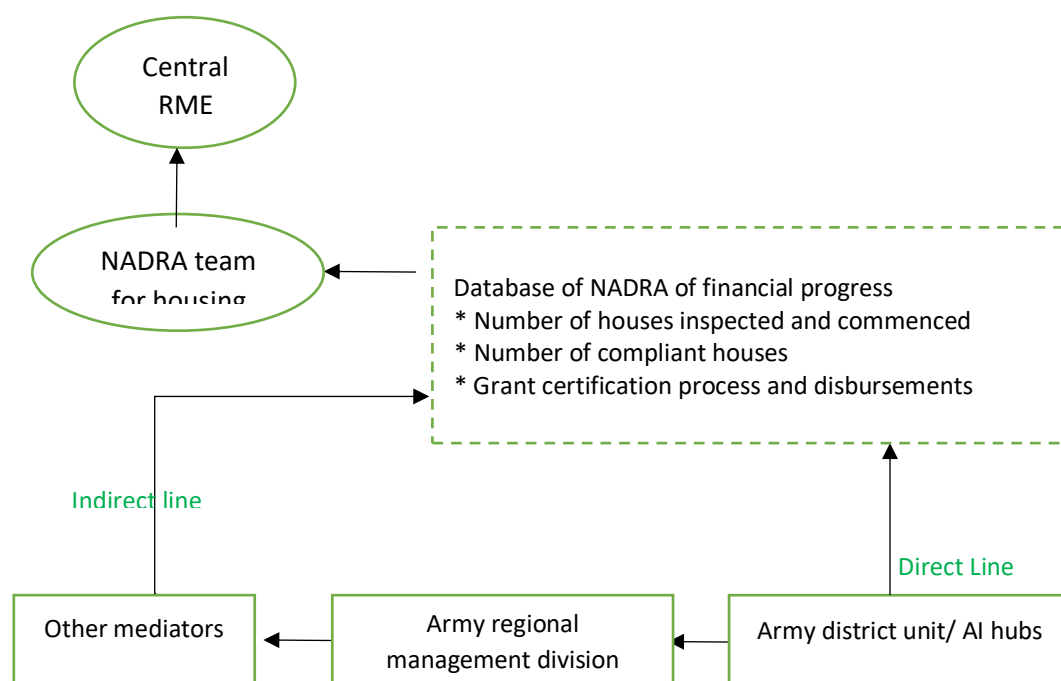 Central
RME
NADRA team
for housing
Database of NADRA of financial progress
* Number of houses inspected and commenced
* Number of compliant houses
* Grant certification process and disbursements
Indirect line
Direct Line
Other mediators
Army regional
management division
Army district unit/ AI hubs